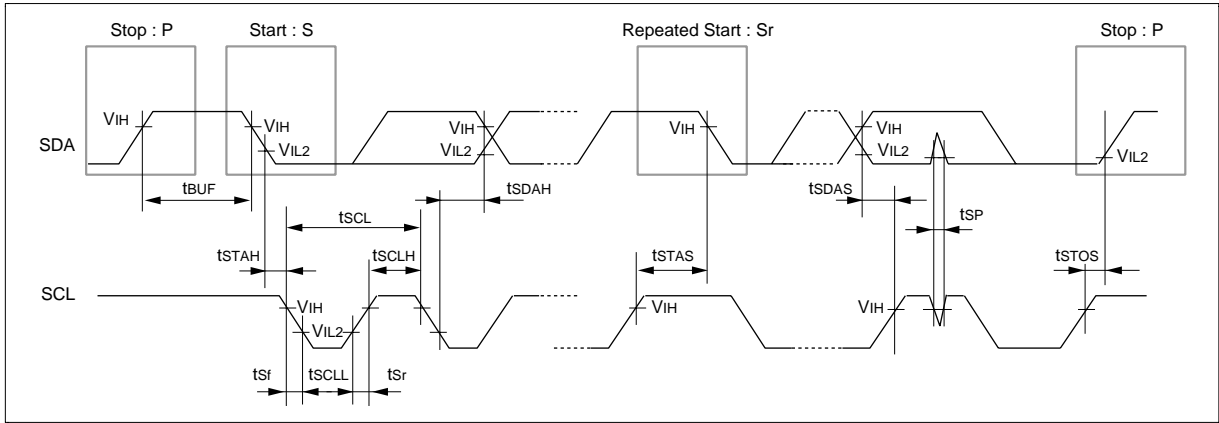 Stop : P
Start : S
Repeated Start : Sr
Stop : P
SDA
VIH
VIH
VIL2
VIH
VIL2
VIH
VIH
VIL2
VIL2
tBUF
tSDAH
tSDAS
tSP
tSCL
tSTAH
tSCLH
tSTAS
tSTOS
SCL
VIH
VIL2
VIH
VIH
tSf
tSCLL
tSr